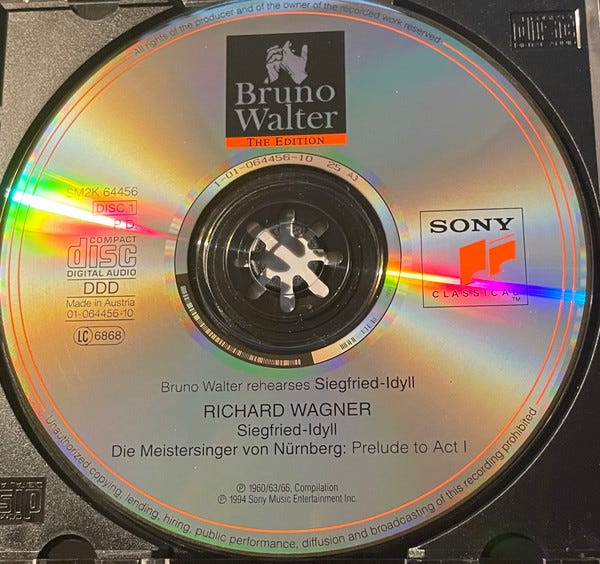 All rights of the producer and of the owner of the recorded work reserved
Bruno
Walter
THE EDITION
1-01-064456-10 25 A3
SM2K 64456
DISC 1
P.D.
COMPACT
disc
DIGITAL AUDIO
DDD
Made in Austria
01-064456-10
LC 6868
SONY
CLASSICAL
TM
Bruno Walter rehearses Siegfried-Idyll
RICHARD WAGNER
Siegfried-Idyll
Die Meistersinger von Nürnberg: Prelude to Act I
℗ 1960/63/66, Compilation
℗ 1994 Sony Music Entertainment Inc.
Unauthorized copying, lending, hiring, public performance, diffusion and broadcasting of this recording prohibited